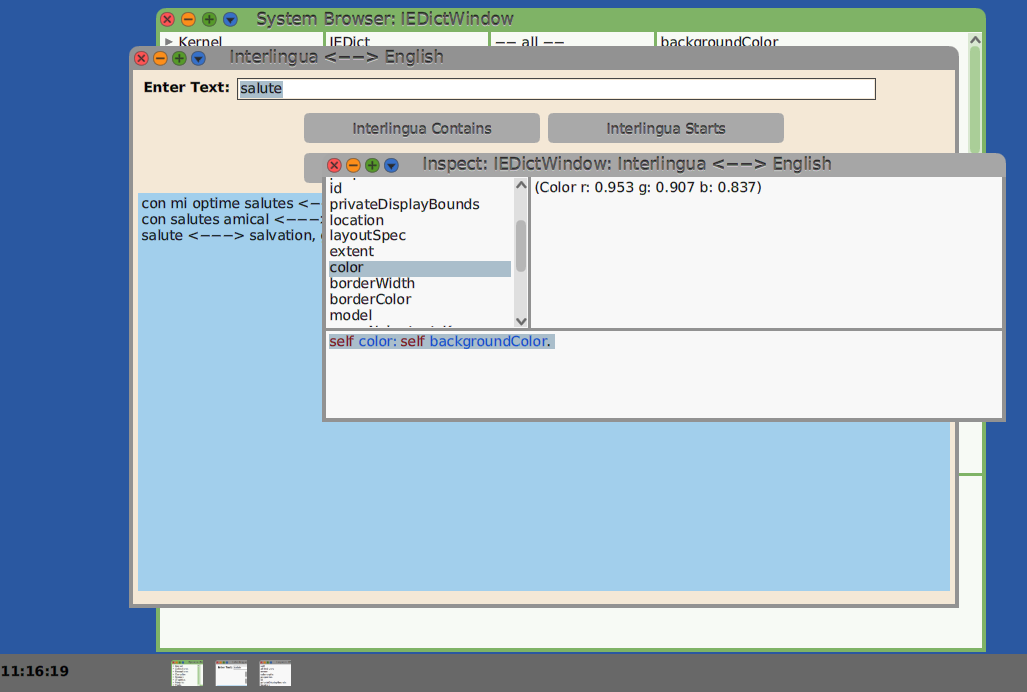 System Browser: IEDictWindow
Kernel
IEDict
-- all --
backgroundColor
Interlingua <--> English
Enter Text: salute
Interlingua Contains
Interlingua Starts
con mi optime salutes <-
con salutes amical <--->
salute <---> salvation,
Inspect: IEDictWindow: Interlingua <--> English
id
privateDisplayBounds
location
layoutSpec
extent
color
borderWidth
borderColor
model
(Color r: 0.953 g: 0.907 b: 0.837)
self color: self backgroundColor.
11:16:19